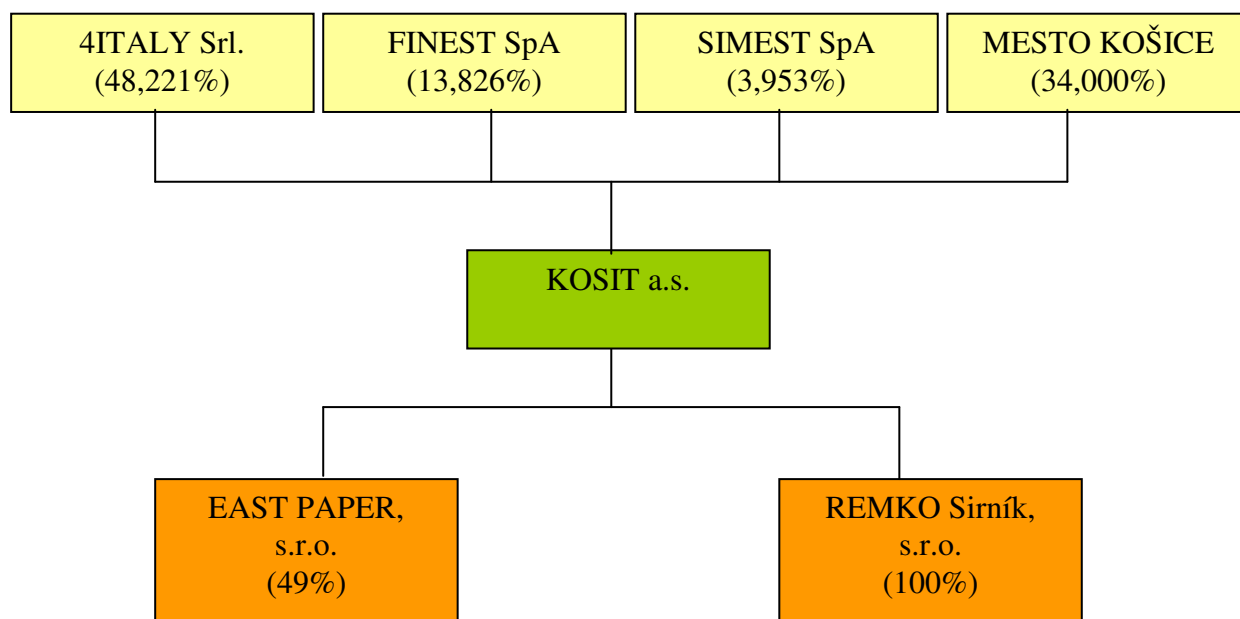 4ITALY Srl.
(48,221%)
FINEST SpA
(13,826%)
SIMEST SpA
(3,953%)
MESTO KOŠICE
(34,000%)
KOSIT a.s.
EAST PAPER,
s.r.o.
(49%)
REMKO Sirník,
s.r.o.
(100%)